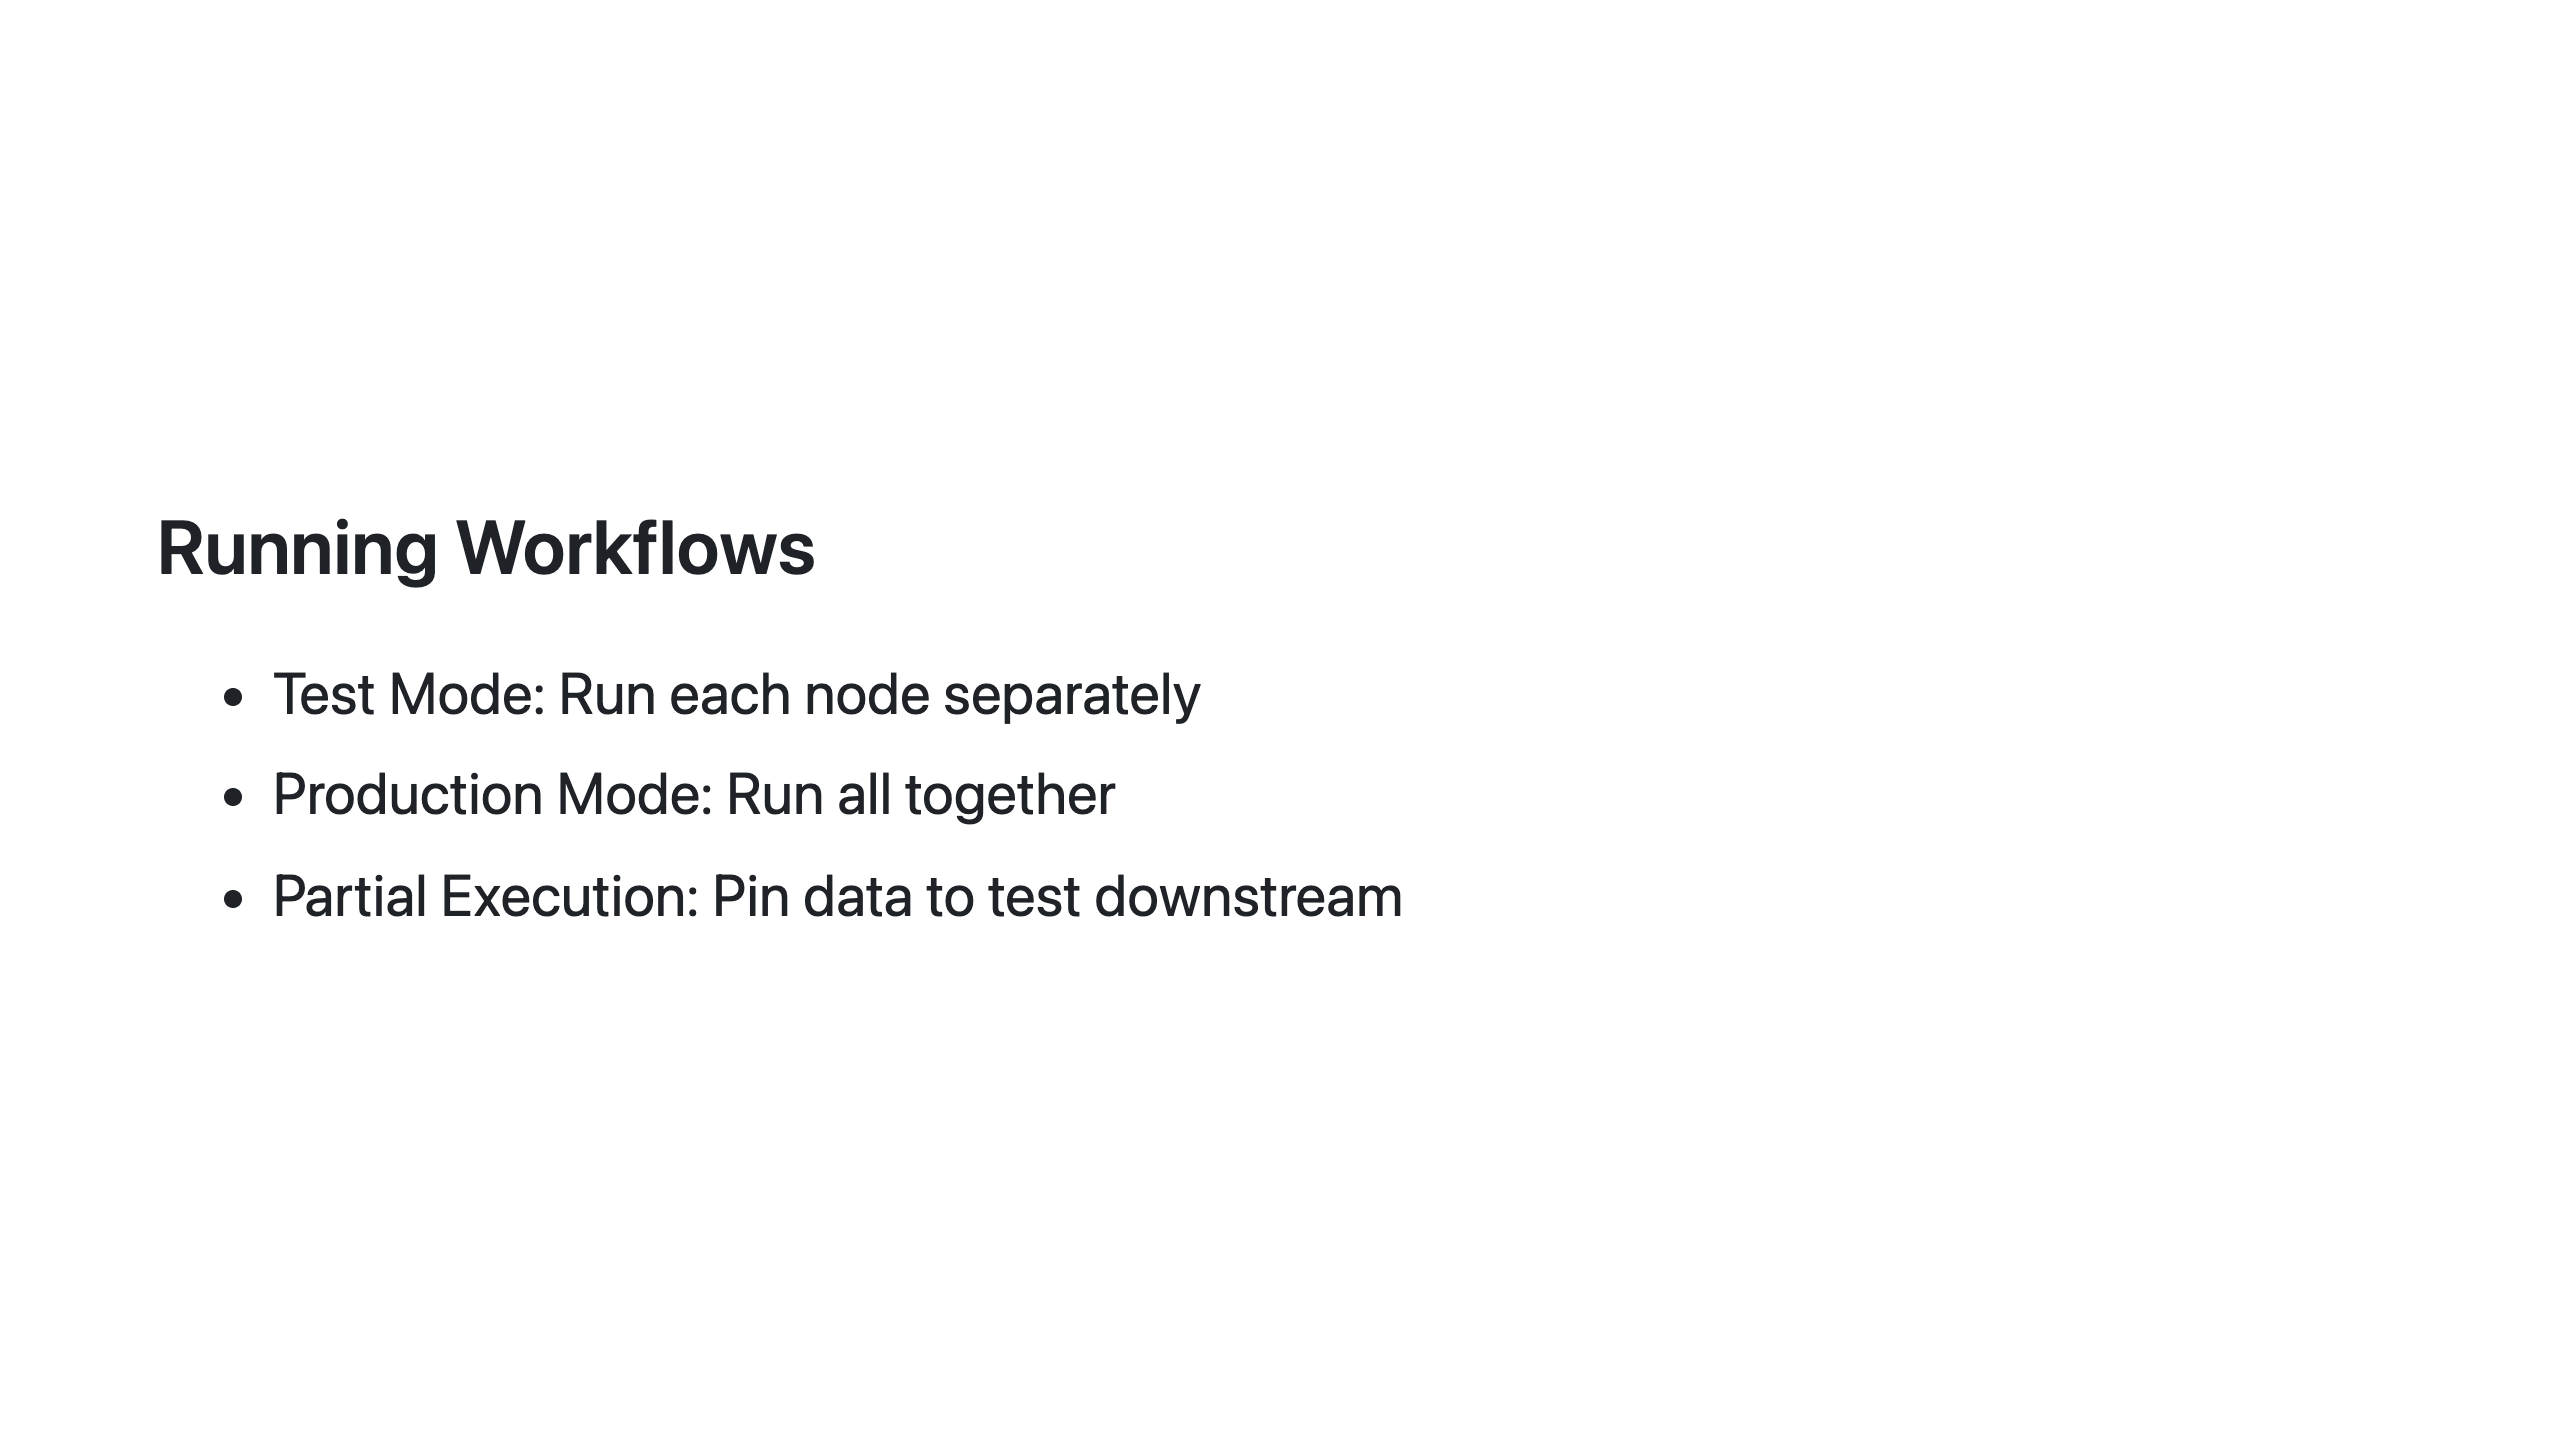 Running Workflows
• Test Mode: Run each node separately
• Production Mode: Run all together
• Partial Execution: Pin data to test downstream